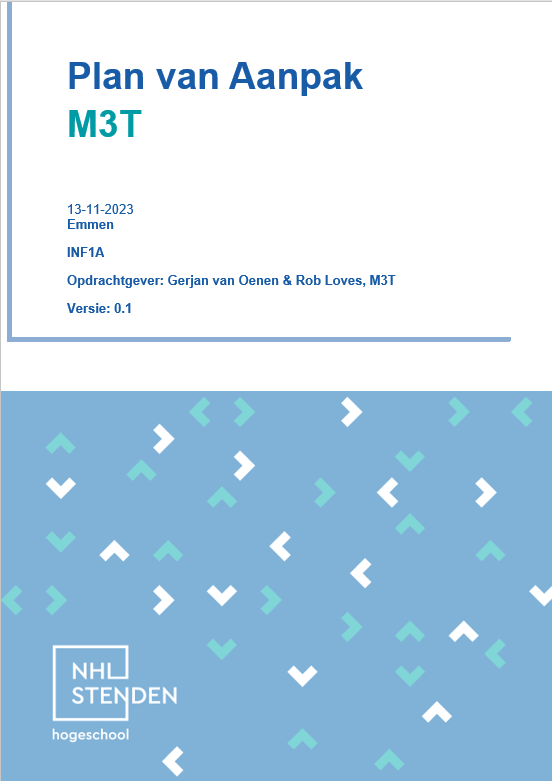 Plan van Aanpak
M3T
13-11-2023
Emmen
INF1A
Opdrachtgever: Gerjan van Oenen & Rob Loves, M3T
Versie: 0.1
NHL
STENDEN
hogeschool